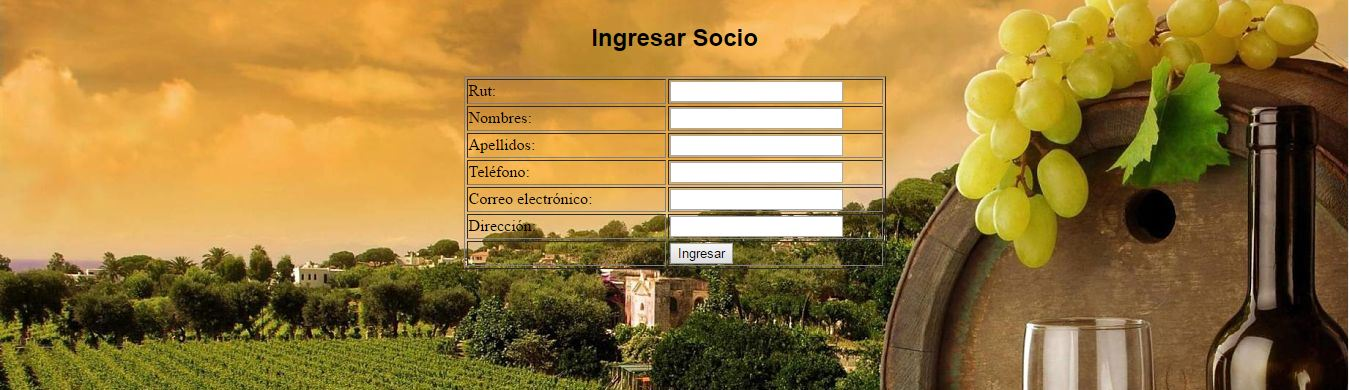 Ingresar Socio
Rut:
Nombres:
Apellidos:
Teléfono:
Correo electrónico:
Dirección:
Ingresar